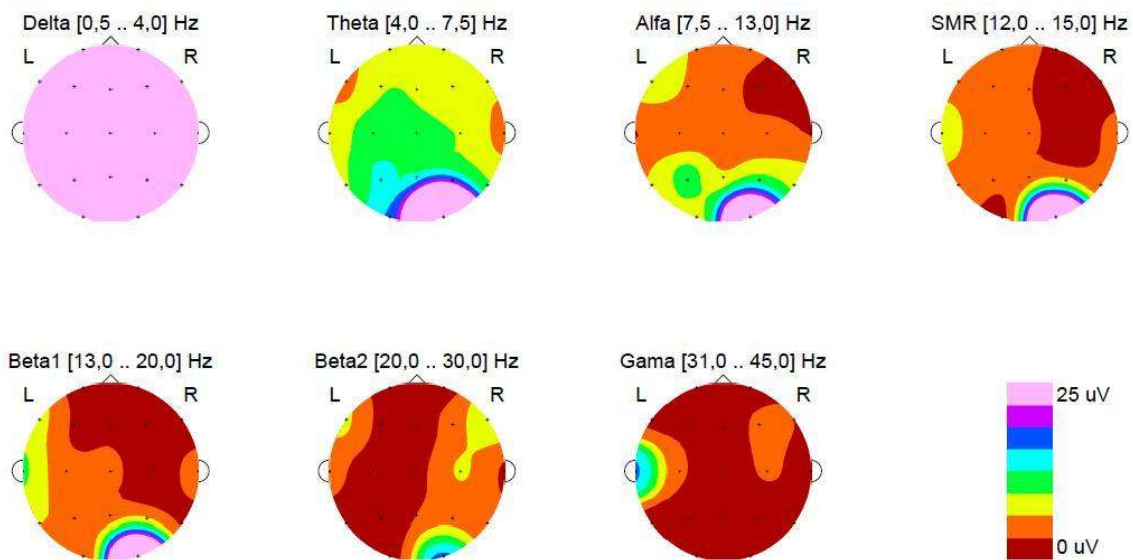 Delta [0,5 .. 4,0] Hz
L R
Theta [4,0 .. 7,5] Hz
L R
Alfa [7,5 .. 13,0] Hz
L R
SMR [12,0 .. 15,0] Hz
L R
Beta1 [13,0 .. 20,0] Hz
L R
Beta2 [20,0 .. 30,0] Hz
L R
Gama [31,0 .. 45,0] Hz
L R
25 uV
0 uV